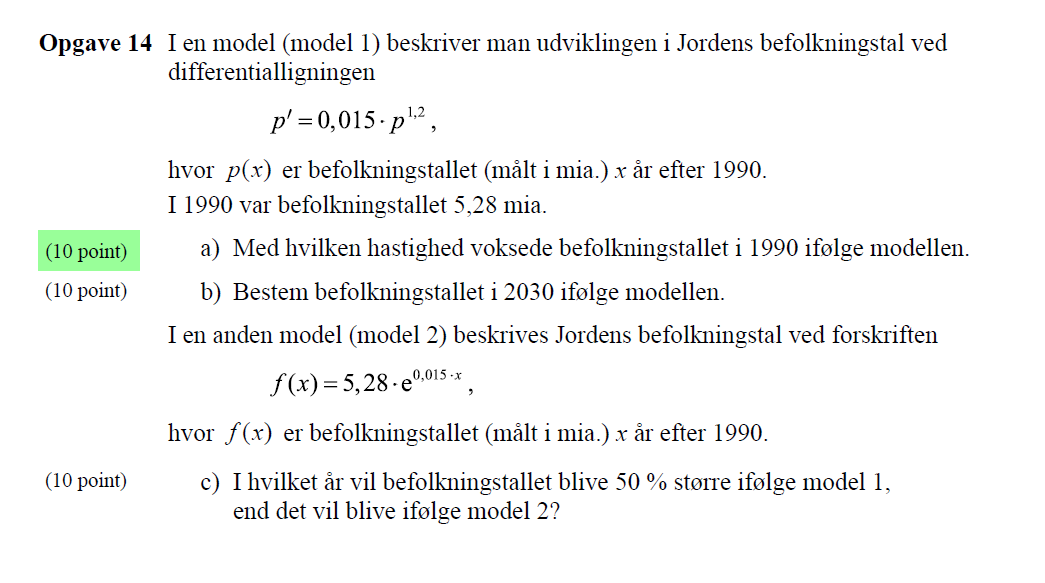 Opgave 14 I en model (model 1) beskriver man udviklingen i Jordens befolkningstal ved
differentialligningen
p′ = 0,015 · p^1,2 ,
hvor p(x) er befolkningstallet (målt i mia.) x år efter 1990.
I 1990 var befolkningstallet 5,28 mia.
(10 point) a) Med hvilken hastighed voksede befolkningstallet i 1990 ifølge modellen.
(10 point) b) Bestem befolkningstallet i 2030 ifølge modellen.
I en anden model (model 2) beskrives Jordens befolkningstal ved forskriften
f(x) = 5,28 · e^0,015·x ,
hvor f(x) er befolkningstallet (målt i mia.) x år efter 1990.
(10 point) c) I hvilket år vil befolkningstallet blive 50 % større ifølge model 1,
end det vil blive ifølge model 2?